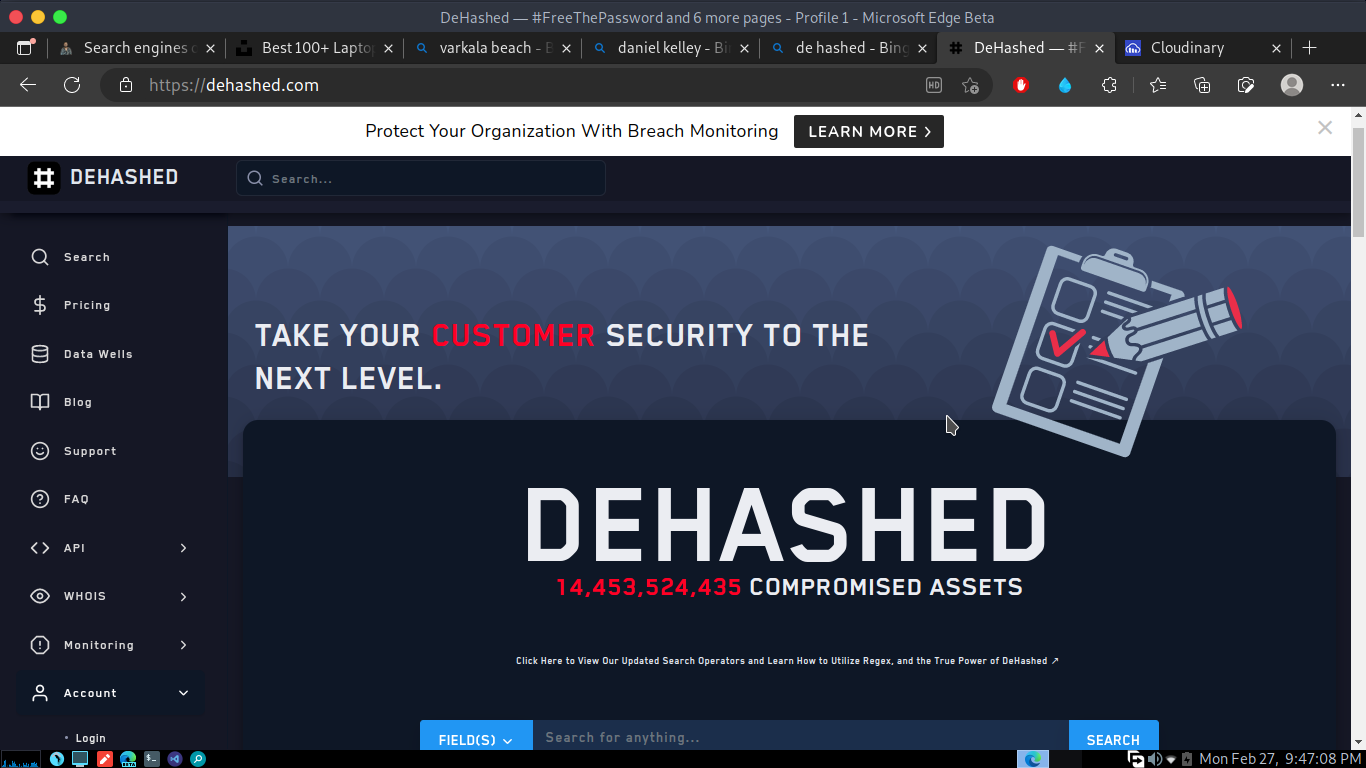 DeHashed — #FreeThePassword and 6 more pages - Profile 1 - Microsoft Edge Beta
Search engines
Best 100+ Lapto
varkala beach - B
daniel kelley - Bi
de hashed - Bing
DeHashed — #F
Cloudinary
https://dehashed.com
HD
Protect Your Organization With Breach Monitoring
LEARN MORE >
DEHASHED
Search...
Search
Pricing
Data Wells
Blog
Support
FAQ
API
WHOIS
Monitoring
Account
Login
TAKE YOUR CUSTOMER SECURITY TO THE
NEXT LEVEL.
DEHASHED
14,453,524,435 COMPROMISED ASSETS
Click Here to View Our Updated Search Operators and Learn How to Utilize Regex, and the True Power of DeHashed ↗
FIELD(S)
Search for anything...
SEARCH
Mon Feb 27, 9:47:08 PM